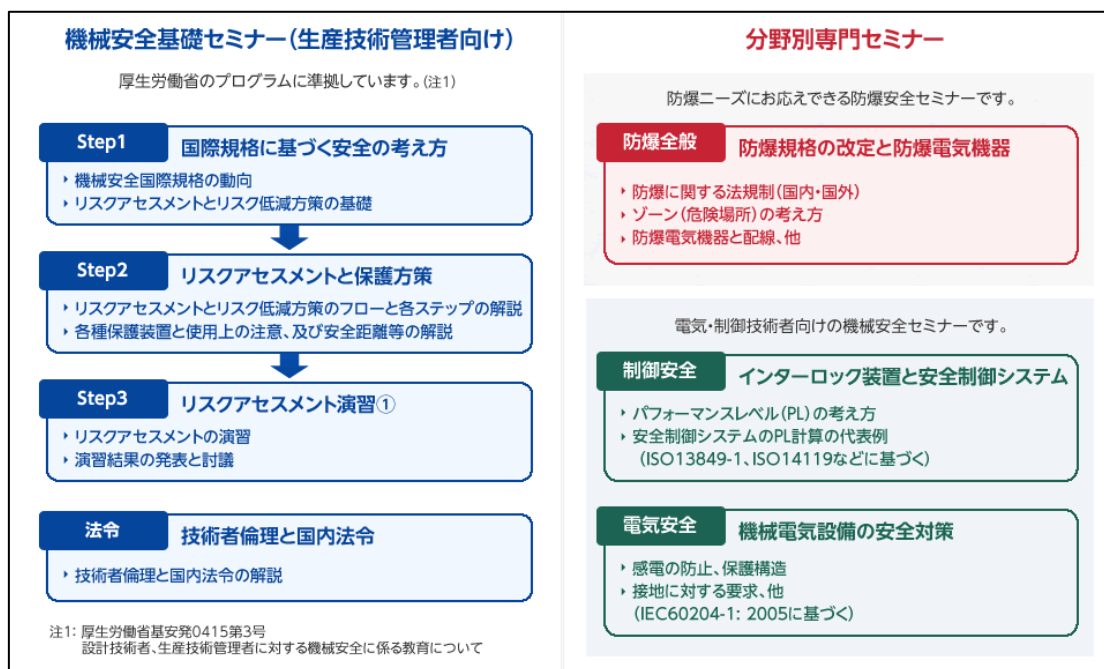 機械安全基礎セミナー(生産技術管理者向け)
厚生労働省のプログラムに準拠しています。(注1)
Step1
国際規格に基づく安全の考え方
機械安全国際規格の動向
リスクアセスメントとリスク低減方策の基礎
Step2
リスクアセスメントと保護方策
リスクアセスメントとリスク低減方策のフローと各ステップの解説
各種保護装置と使用上の注意、及び安全距離等の解説
Step3
リスクアセスメント演習①
リスクアセスメントの演習
演習結果の発表と討議
法令
技術者倫理と国内法令
技術者倫理と国内法令の解説
注1: 厚生労働省基安発0415第3号
設計技術者、生産技術管理者に対する機械安全に係る教育について
分野別専門セミナー
防爆ニーズにお応えできる防爆安全セミナーです。
防爆全般
防爆規格の改定と防爆電気機器
防爆に関する法規制(国内・国外)
ゾーン(危険場所)の考え方
防爆電気機器と配線、他
電気・制御技術者向けの機械安全セミナーです。
制御安全
インターロック装置と安全制御システム
パフォーマンスレベル(PL)の考え方
安全制御システムのPL計算の代表例
(ISO13849-1、ISO14119などに基づく)
電気安全
機械電気設備の安全対策
感電の防止、保護構造
接地に対する要求、他
(IEC60204-1: 2005に基づく)